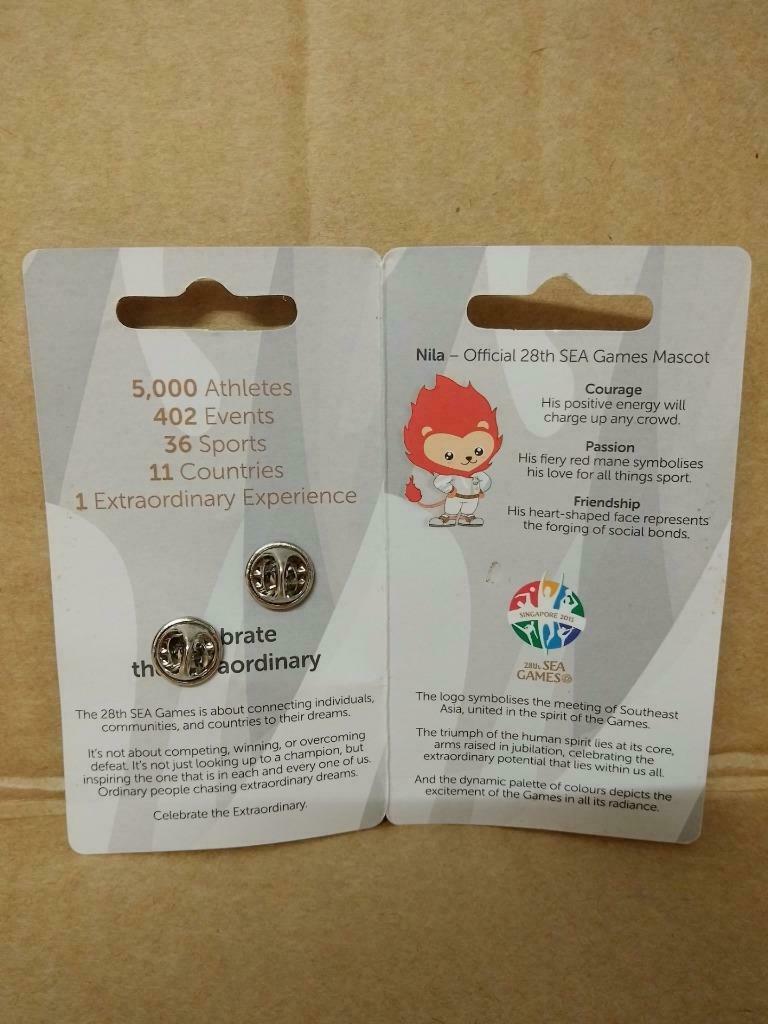 5,000 Athletes
402 Events
36 Sports
11 Countries
1 Extraordinary Experience
brate
the aordinary
The 28th SEA Games is about connecting individuals,
communities, and countries to their dreams.
It's not about competing, winning, or overcoming
defeat. It's not just looking up to a champion, but
inspiring the one that is in each and every one of us.
Ordinary people chasing extraordinary dreams.
Celebrate the Extraordinary.
Nila – Official 28th SEA Games Mascot
Courage
His positive energy will
charge up any crowd.
Passion
His fiery red mane symbolises
his love for all things sport.
Friendship
His heart-shaped face represents
the forging of social bonds.
SINGAPORE 2015
28th SEA
GAMES
The logo symbolises the meeting of Southeast
Asia, united in the spirit of the Games.
The triumph of the human spirit lies at its core,
arms raised in jubilation, celebrating the
extraordinary potential that lies within us all.
And the dynamic palette of colours depicts the
excitement of the Games in all its radiance.